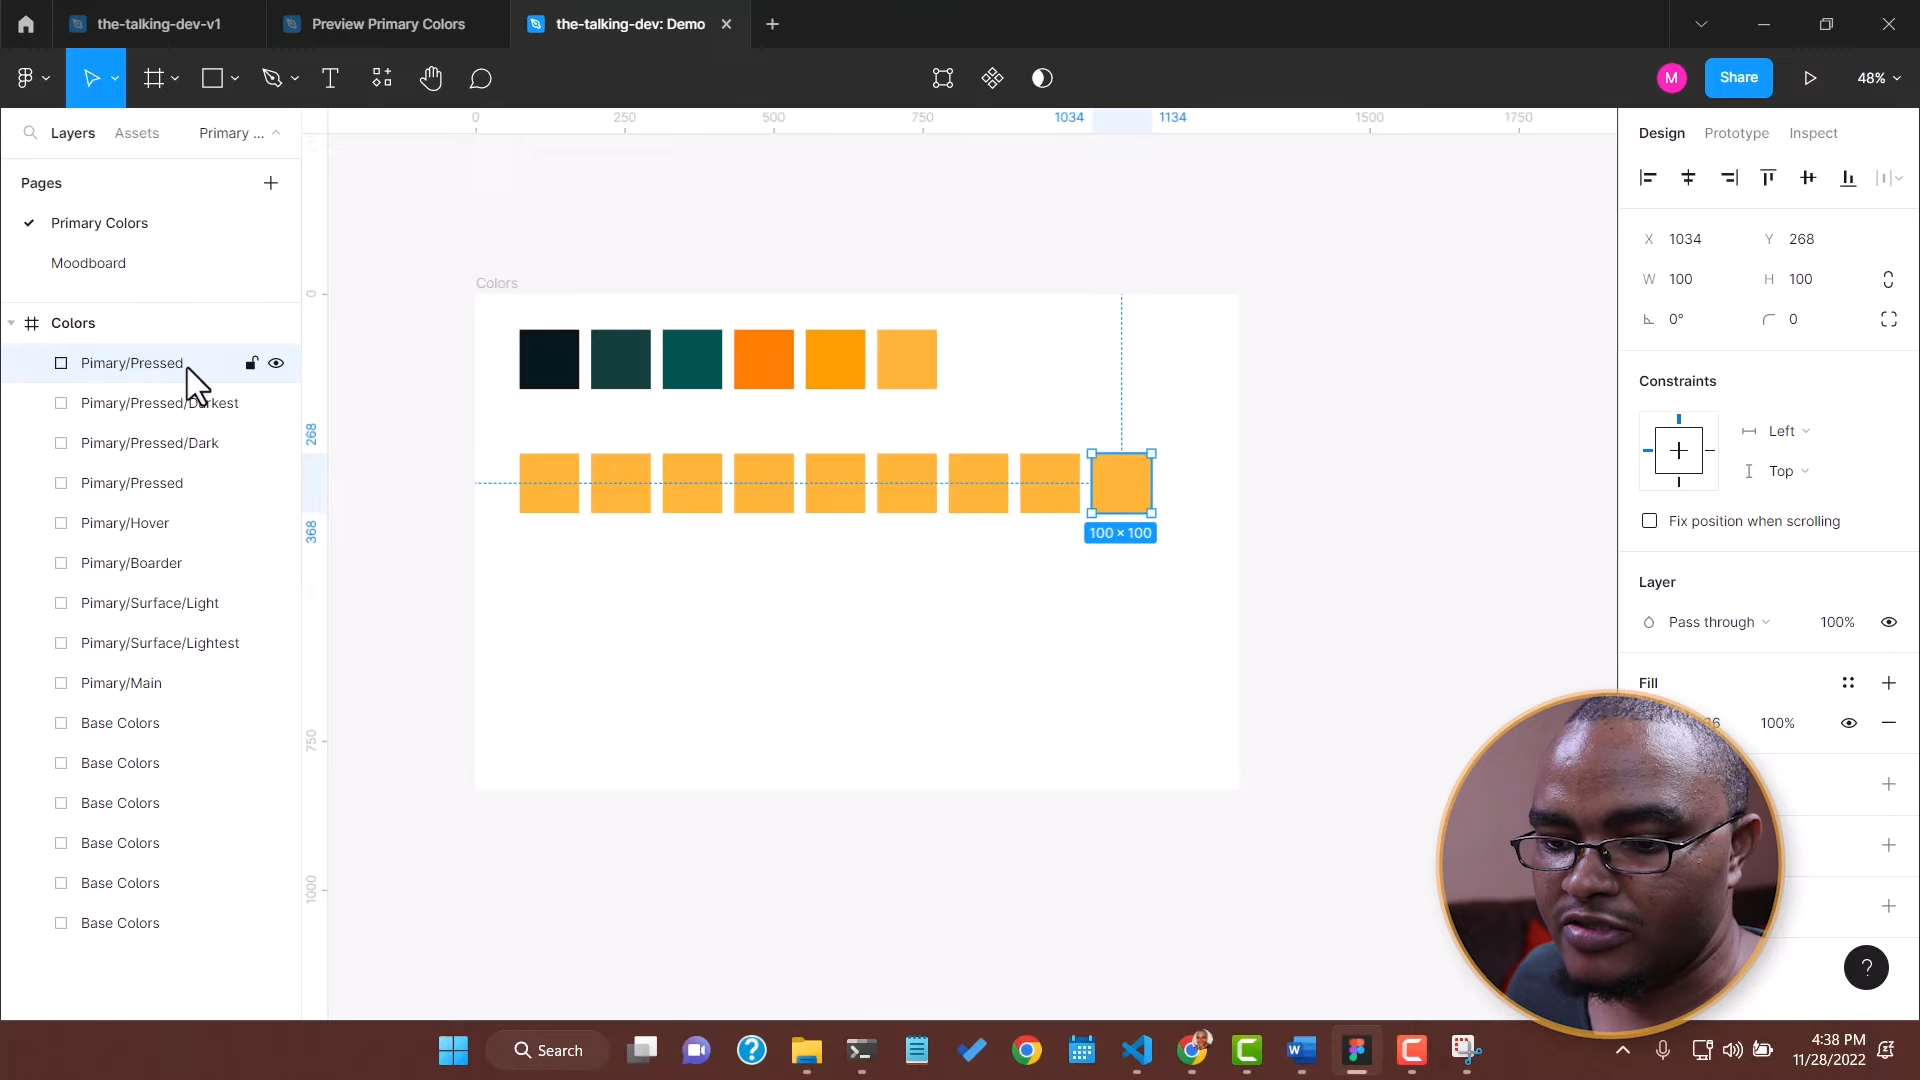 the-talking-dev-v1
Preview Primary Colors
the-talking-dev: Demo
M
Share
48%
Layers
Assets
Primary ...
Pages
Primary Colors
Moodboard
Colors
Pimary/Pressed
Pimary/Pressed/Darkest
Pimary/Pressed/Dark
Pimary/Pressed
Pimary/Hover
Pimary/Boarder
Pimary/Surface/Light
Pimary/Surface/Lightest
Pimary/Main
Base Colors
Base Colors
Base Colors
Base Colors
Base Colors
Base Colors
0 250 500 750 1034 1134 1500 1750
0
268
368
750
1000
Colors
100 × 100
Design
Prototype
Inspect
X 1034 Y 268
W 100 H 100
0° 0
Constraints
Left
Top
Fix position when scrolling
Layer
Pass through 100%
Fill
100%
?
Search
4:38 PM
11/28/2022